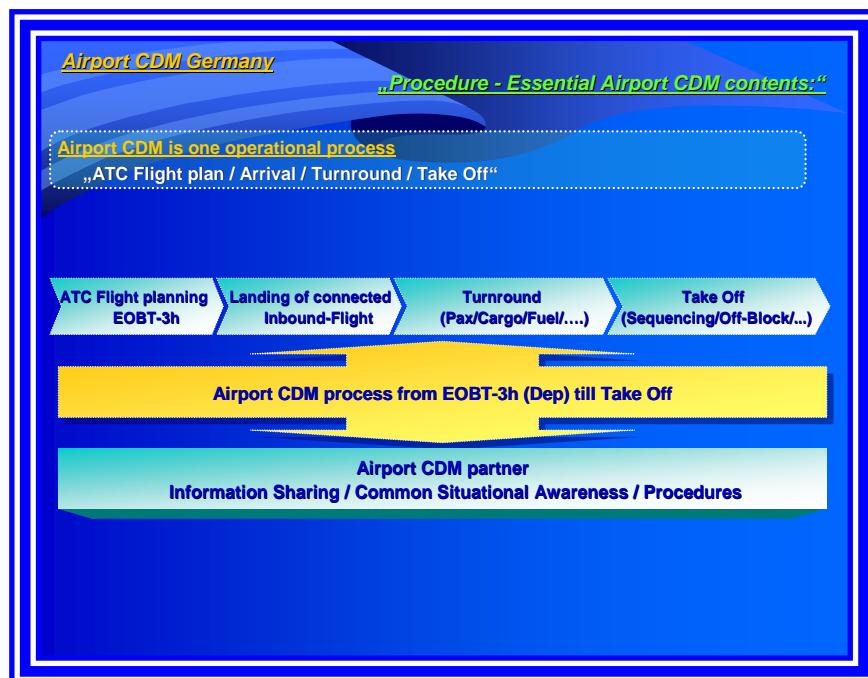 Airport CDM Germany
„Procedure - Essential Airport CDM contents:“
Airport CDM is one operational process
„ATC Flight plan / Arrival / Turnround / Take Off“
ATC Flight planning
EOBT-3h
Landing of connected
Inbound-Flight
Turnround
(Pax/Cargo/Fuel/....)
Take Off
(Sequencing/Off-Block/...)
Airport CDM process from EOBT-3h (Dep) till Take Off
Airport CDM partner
Information Sharing / Common Situational Awareness / Procedures